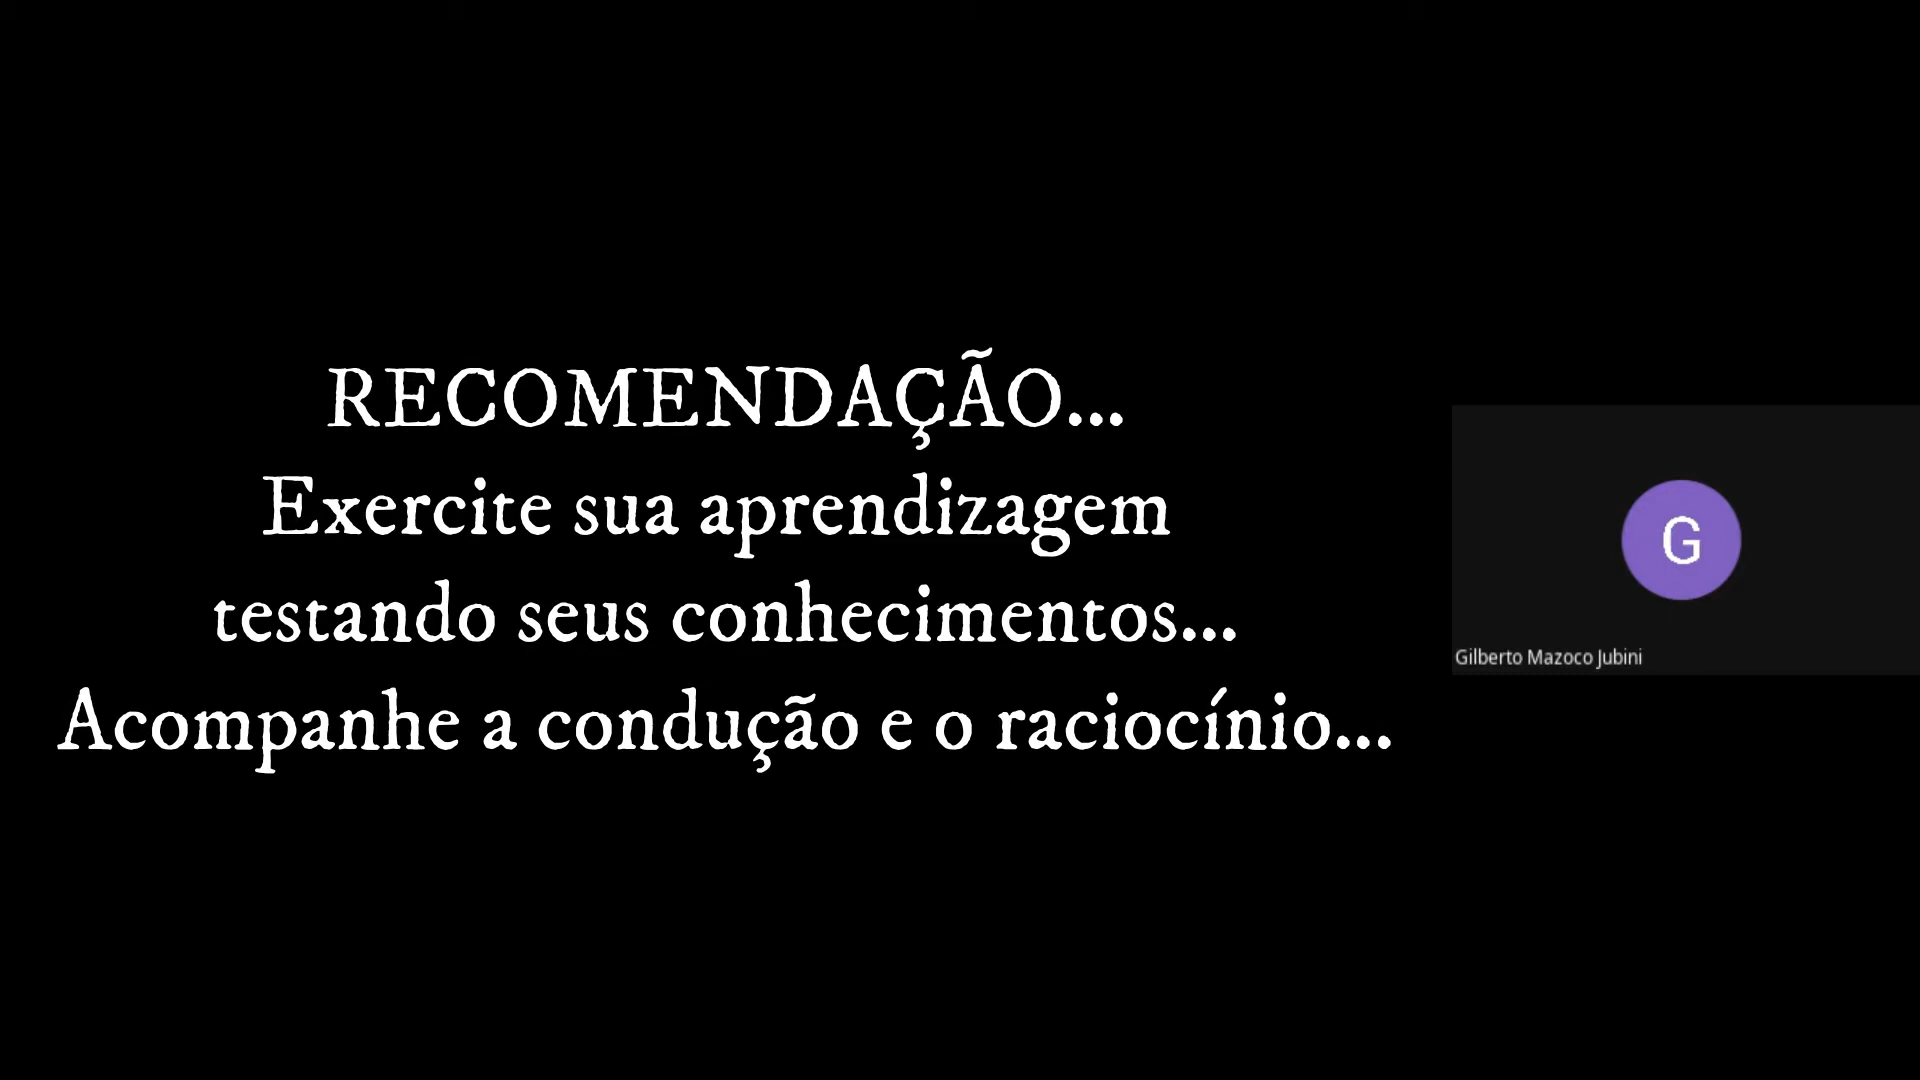 RECOMENDAÇÃO...
Exercite sua aprendizagem
testando seus conhecimentos...
Acompanhe a condução e o raciocínio...
G
Gilberto Mazoco Jubini